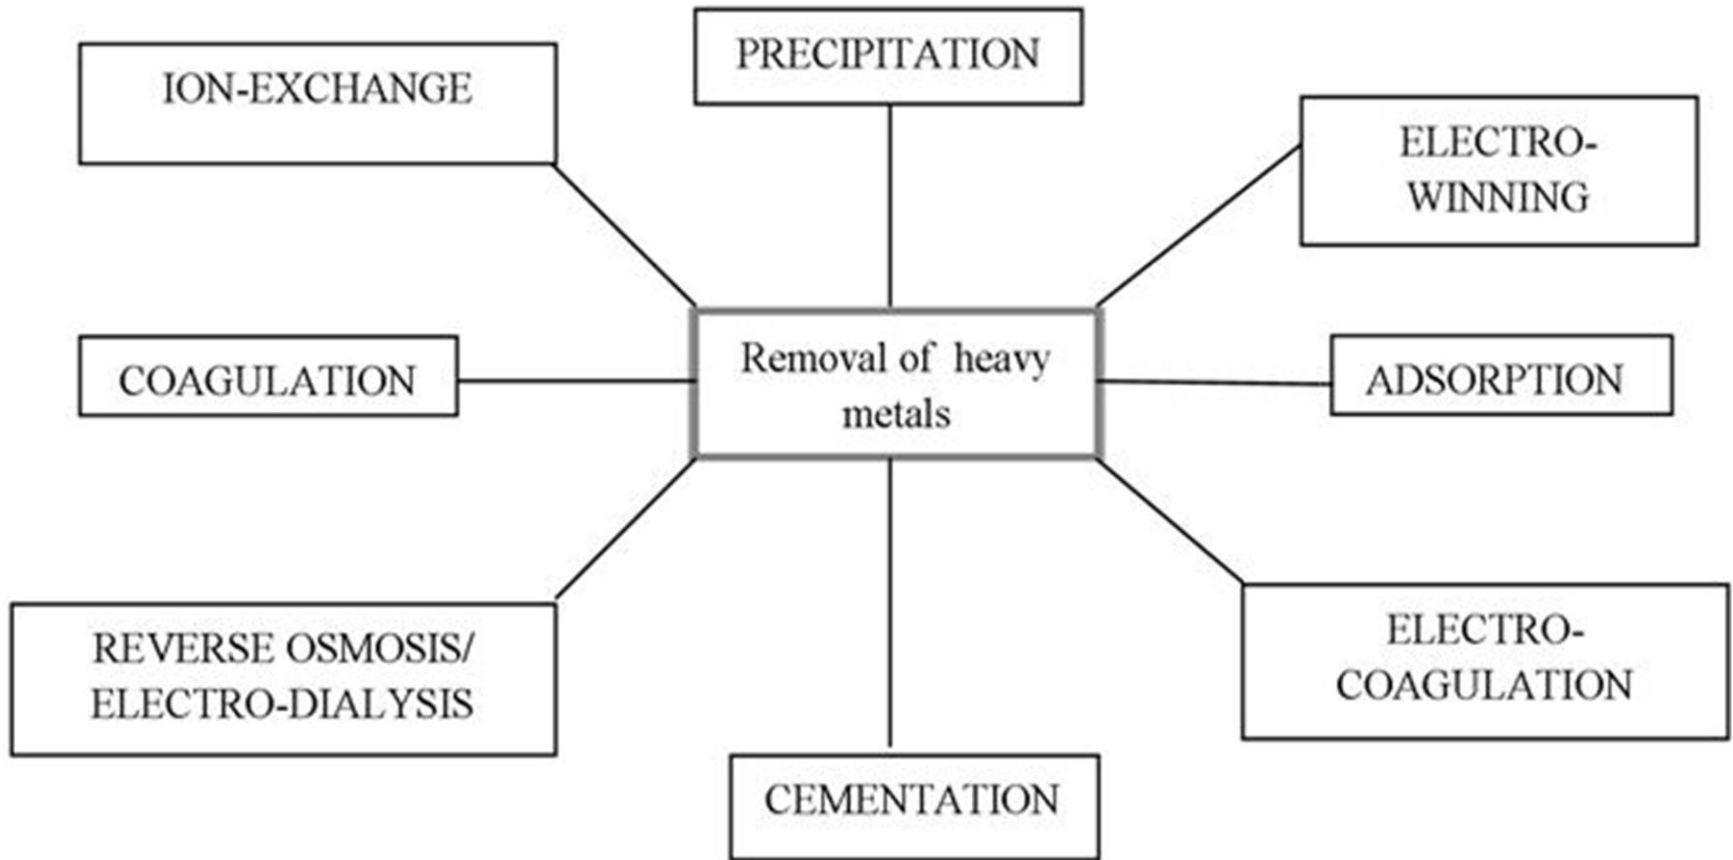 PRECIPITATION
ION-EXCHANGE
ELECTRO-
WINNING
Removal of heavy
metals
COAGULATION
ADSORPTION
REVERSE OSMOSIS/
ELECTRO-DIALYSIS
ELECTRO-
COAGULATION
CEMENTATION